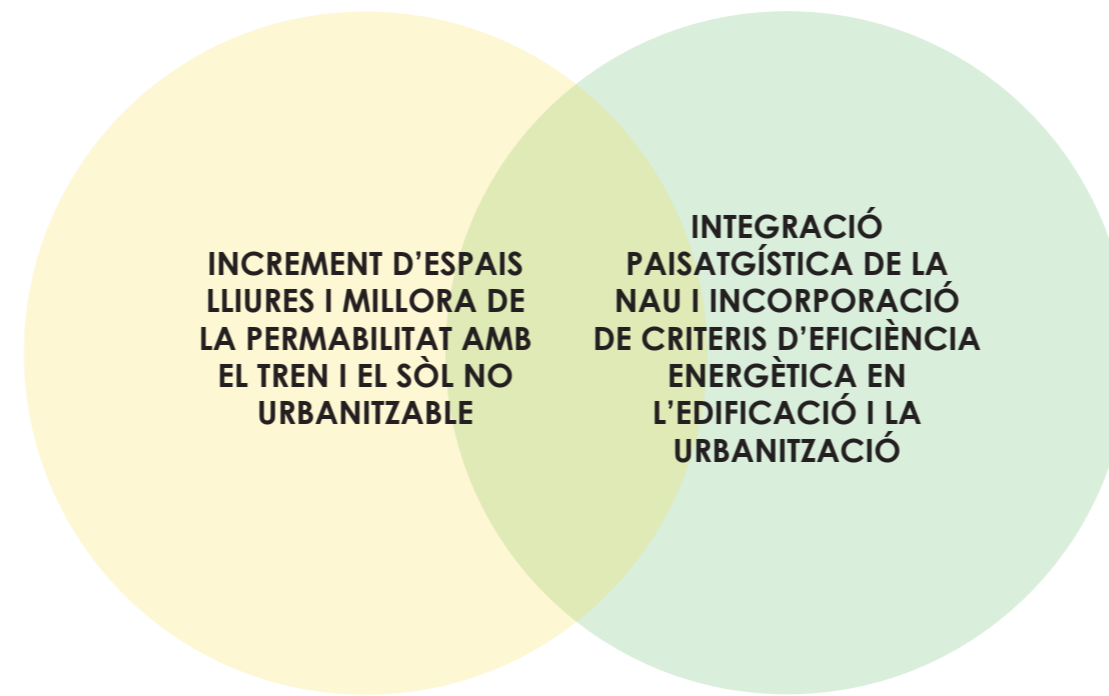 INCREMENT D’ESPAIS
LLIURES I MILLORA DE
LA PERMABILITAT AMB
EL TREN I EL SÒL NO
URBANITZABLE
INTEGRACIÓ
PAISATGÍSTICA DE LA
NAU I INCORPORACIÓ
DE CRITERIS D’EFICIÈNCIA
ENERGÈTICA EN
L’EDIFICACIÓ I LA
URBANITZACIÓ